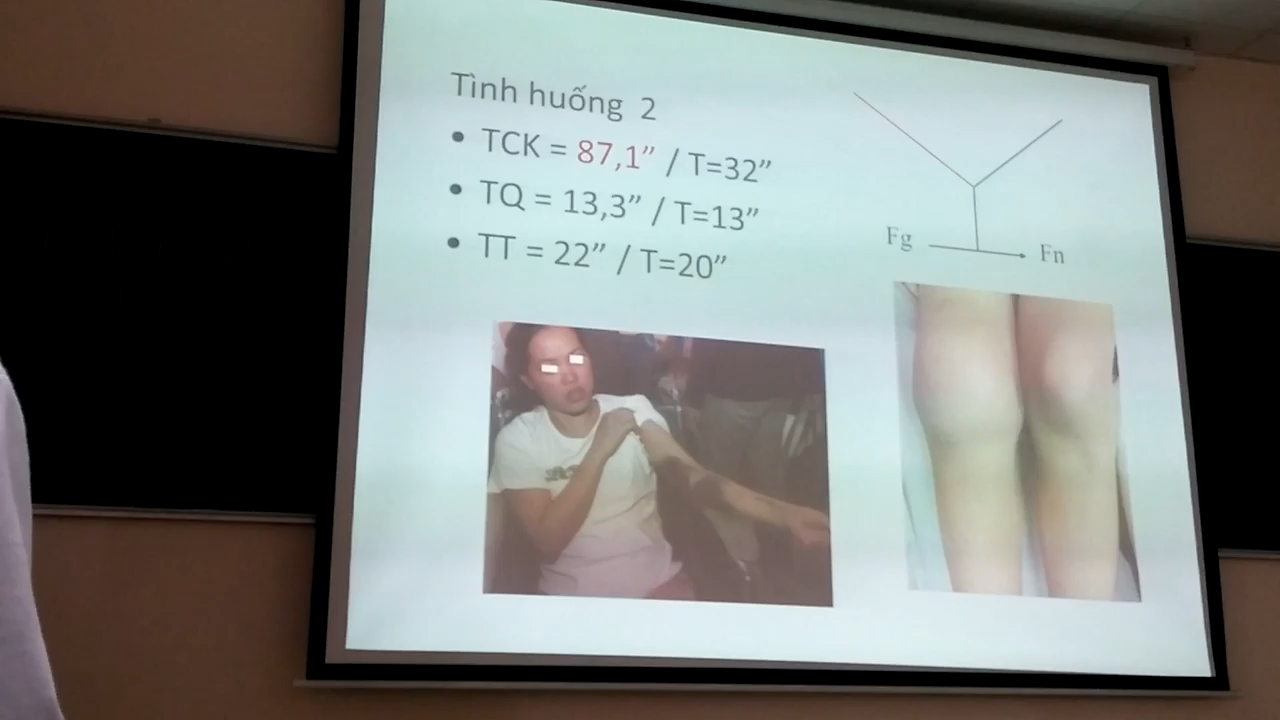 Tình huống 2
• TCK = 87,1” / T=32”
• TQ = 13,3” / T=13”
• TT = 22” / T=20”
Fg
Fn